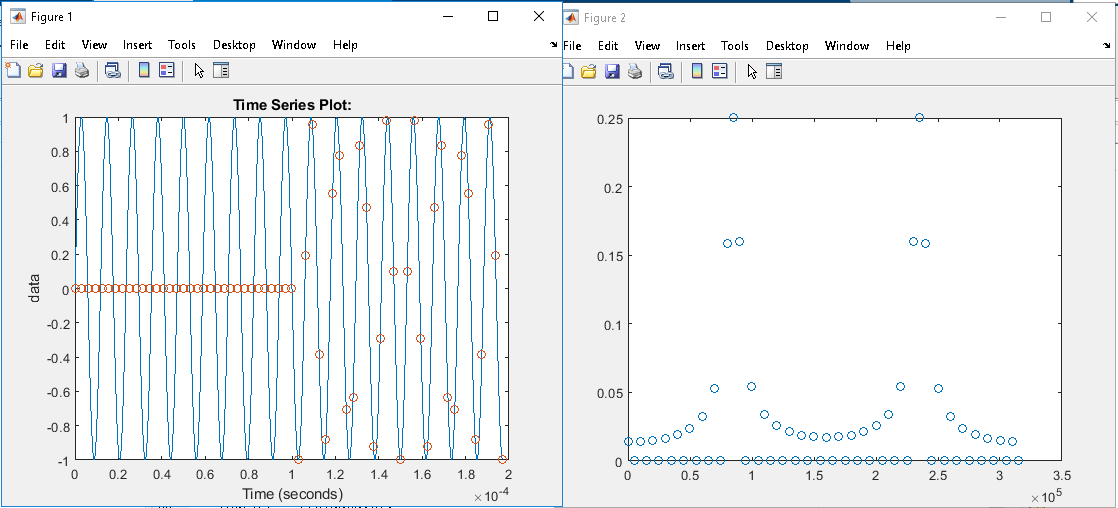 Figure 1
File Edit View Insert Tools Desktop Window Help
Time Series Plot:
1
0.8
0.6
0.4
0.2
0
-0.2
-0.4
-0.6
-0.8
-1
data
0 0.2 0.4 0.6 0.8 1 1.2 1.4 1.6 1.8 2
Time (seconds)
×10⁻⁴
Figure 2
File Edit View Insert Tools Desktop Window Help
0.25
0.2
0.15
0.1
0.05
0
0 0.5 1 1.5 2 2.5 3 3.5
×10⁵